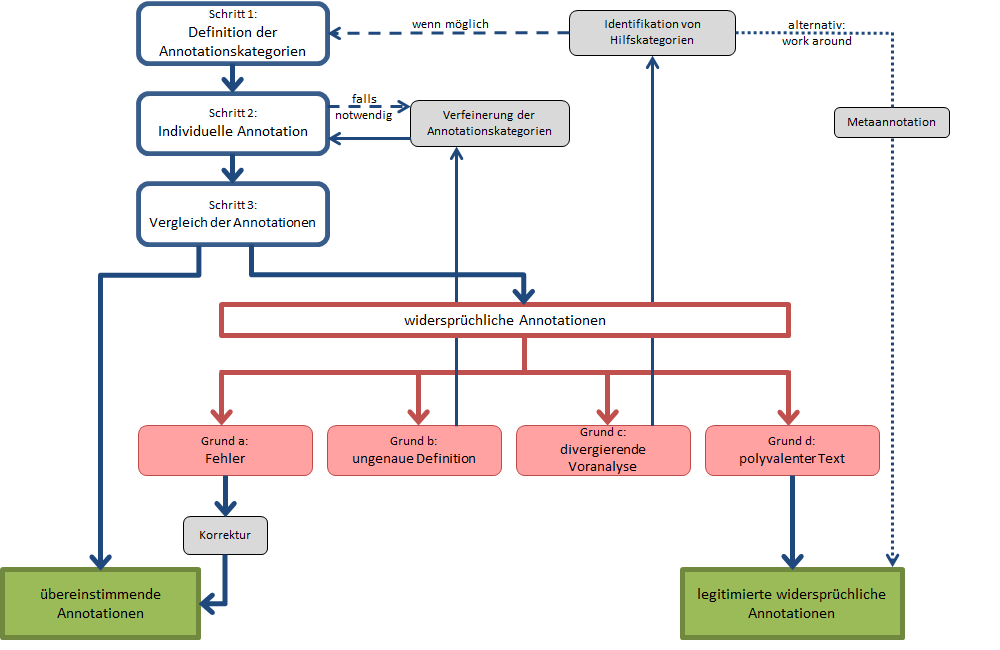 Schritt 1:
Definition der
Annotationskategorien
wenn möglich
Identifikation von
Hilfskategorien
alternativ:
work around
Schritt 2:
Individuelle Annotation
falls
notwendig
Verfeinerung der
Annotationskategorien
Metaannotation
Schritt 3:
Vergleich der Annotationen
widersprüchliche Annotationen
Grund a:
Fehler
Grund b:
ungenaue Definition
Grund c:
divergierende
Voranalyse
Grund d:
polyvalenter Text
Korrektur
übereinstimmende
Annotationen
legitimierte widersprüchliche
Annotationen